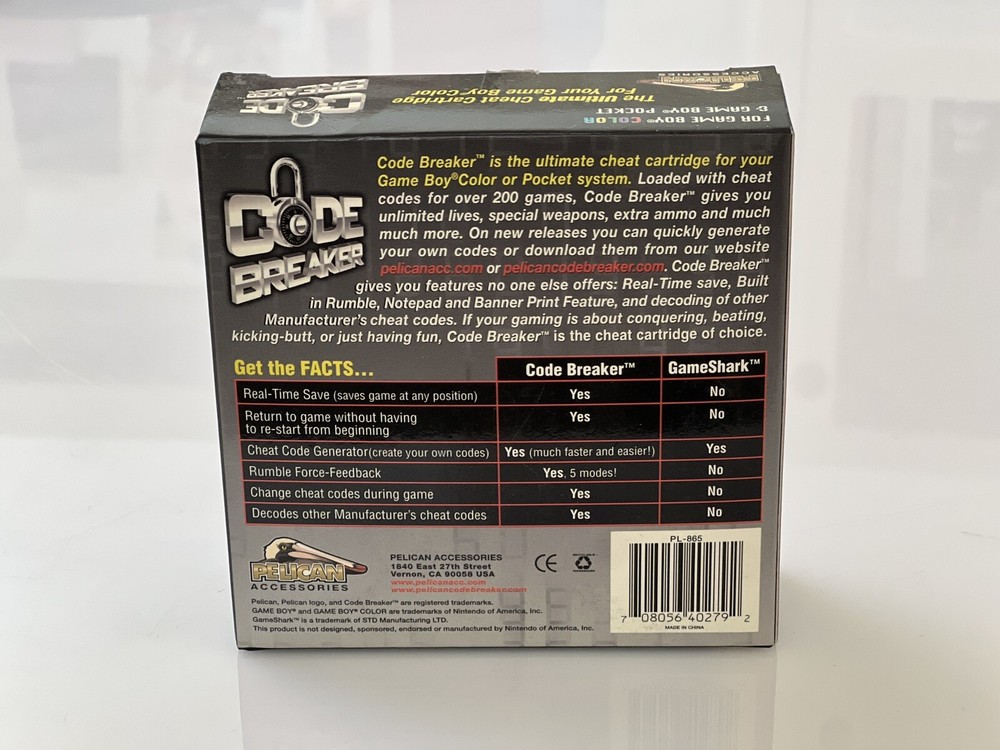 PELICAN
ACCESSORIES
FOR GAME BOY® COLOR
& GAME BOY® POCKET
The Ultimate Cheat Cartridge
For Your Game Boy Color
CODE
BREAKER™
CODE
BREAKER
Code Breaker™ is the ultimate cheat cartridge for your
Game Boy®Color or Pocket system. Loaded with cheat
codes for over 200 games, Code Breaker™ gives you
unlimited lives, special weapons, extra ammo and much
much more. On new releases you can quickly generate
your own codes or download them from our website
pelicanacc.com or pelicancodebreaker.com. Code Breaker™
gives you features no one else offers: Real-Time save, Built
in Rumble, Notepad and Banner Print Feature, and decoding of other
Manufacturer's cheat codes. If your gaming is about conquering, beating,
kicking-butt, or just having fun, Code Breaker™ is the cheat cartridge of choice.
Get the FACTS... Code Breaker™ GameShark™
Real-Time Save (saves game at any position) Yes No
Return to game without having
to re-start from beginning Yes No
Cheat Code Generator(create your own codes) Yes (much faster and easier!) Yes
Rumble Force-Feedback Yes, 5 modes! No
Change cheat codes during game Yes No
Decodes other Manufacturer's cheat codes Yes No
PELICAN
ACCESSORIES
PELICAN ACCESSORIES
1840 East 27th Street
Vernon, CA 90058 USA
www.pelicanacc.com
www.pelicancodebreaker.com
CE
PL-865
7 08056 40279 2
MADE IN CHINA
Pelican, Pelican logo, and Code Breaker™ are registered trademarks.
GAME BOY® and GAME BOY® COLOR are trademarks of Nintendo of America, Inc.
GameShark™ is a trademark of STD Manufacturing LTD.
This product is not designed, sponsored, endorsed or manufactured by Nintendo of America, Inc.